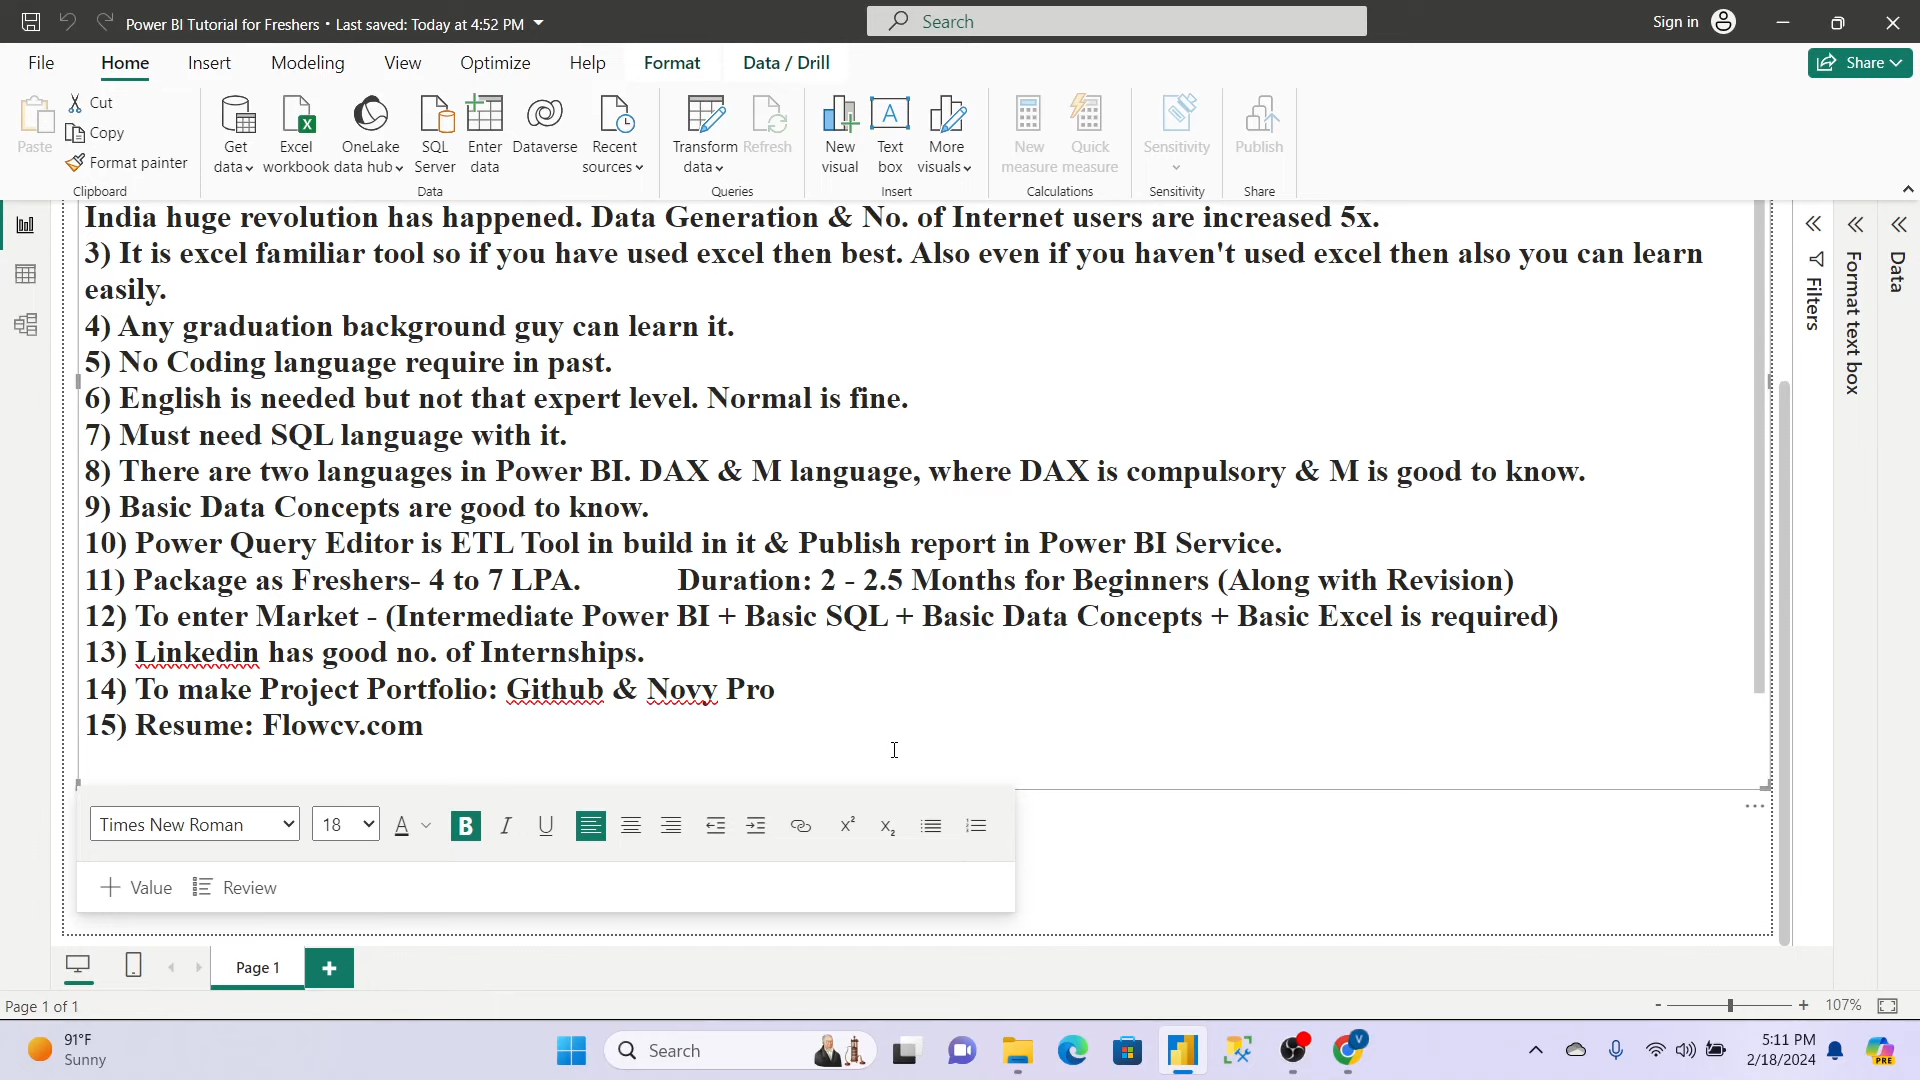 Power BI Tutorial for Freshers • Last saved: Today at 4:52 PM
Search
Sign in
File Home Insert Modeling View Optimize Help Format Data / Drill
Share
Paste
Cut
Copy
Format painter
Clipboard
Get data
Excel workbook
OneLake data hub
SQL Server
Enter data
Dataverse
Recent sources
Data
Transform data
Refresh
Queries
New visual
Text box
More visuals
Insert
New measure
Quick measure
Calculations
Sensitivity
Sensitivity
Publish
Share
India huge revolution has happened. Data Generation & No. of Internet users are increased 5x.
3) It is excel familiar tool so if you have used excel then best. Also even if you haven't used excel then also you can learn
easily.
4) Any graduation background guy can learn it.
5) No Coding language require in past.
6) English is needed but not that expert level. Normal is fine.
7) Must need SQL language with it.
8) There are two languages in Power BI. DAX & M language, where DAX is compulsory & M is good to know.
9) Basic Data Concepts are good to know.
10) Power Query Editor is ETL Tool in build in it & Publish report in Power BI Service.
11) Package as Freshers- 4 to 7 LPA. Duration: 2 - 2.5 Months for Beginners (Along with Revision)
12) To enter Market - (Intermediate Power BI + Basic SQL + Basic Data Concepts + Basic Excel is required)
13) Linkedin has good no. of Internships.
14) To make Project Portfolio: Github & Novy Pro
15) Resume: Flowcv.com
Filters
Format text box
Data
Times New Roman 18 A B I U x² x₂
Value Review
Page 1
Page 1 of 1
107%
91°F
Sunny
Search
5:11 PM
2/18/2024
PRE